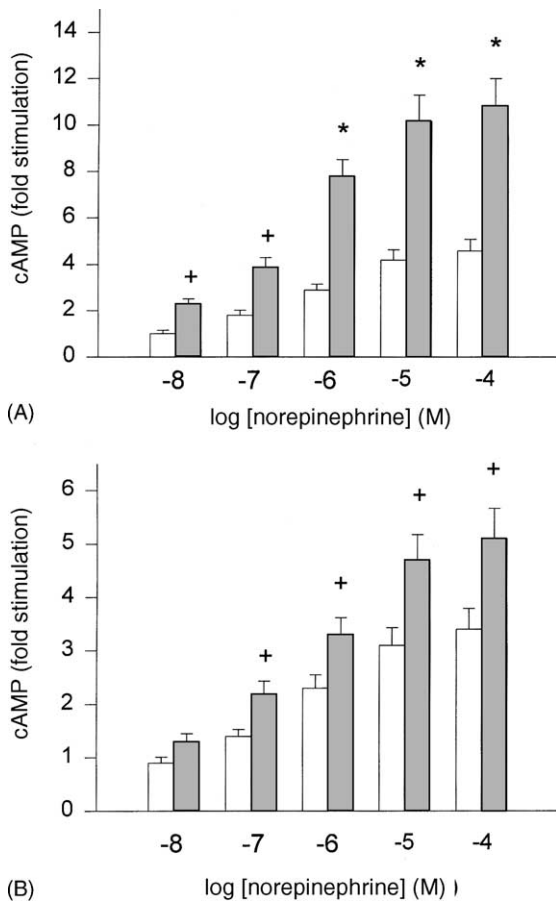 14
12
10
8
6
4
2
0
cAMP (fold stimulation)
+ + * * *
-8 -7 -6 -5 -4
(A)
log [norepinephrine] (M)
6
5
4
3
2
1
0
cAMP (fold stimulation)
+ + + +
-8 -7 -6 -5 -4
(B)
log [norepinephrine] (M) )